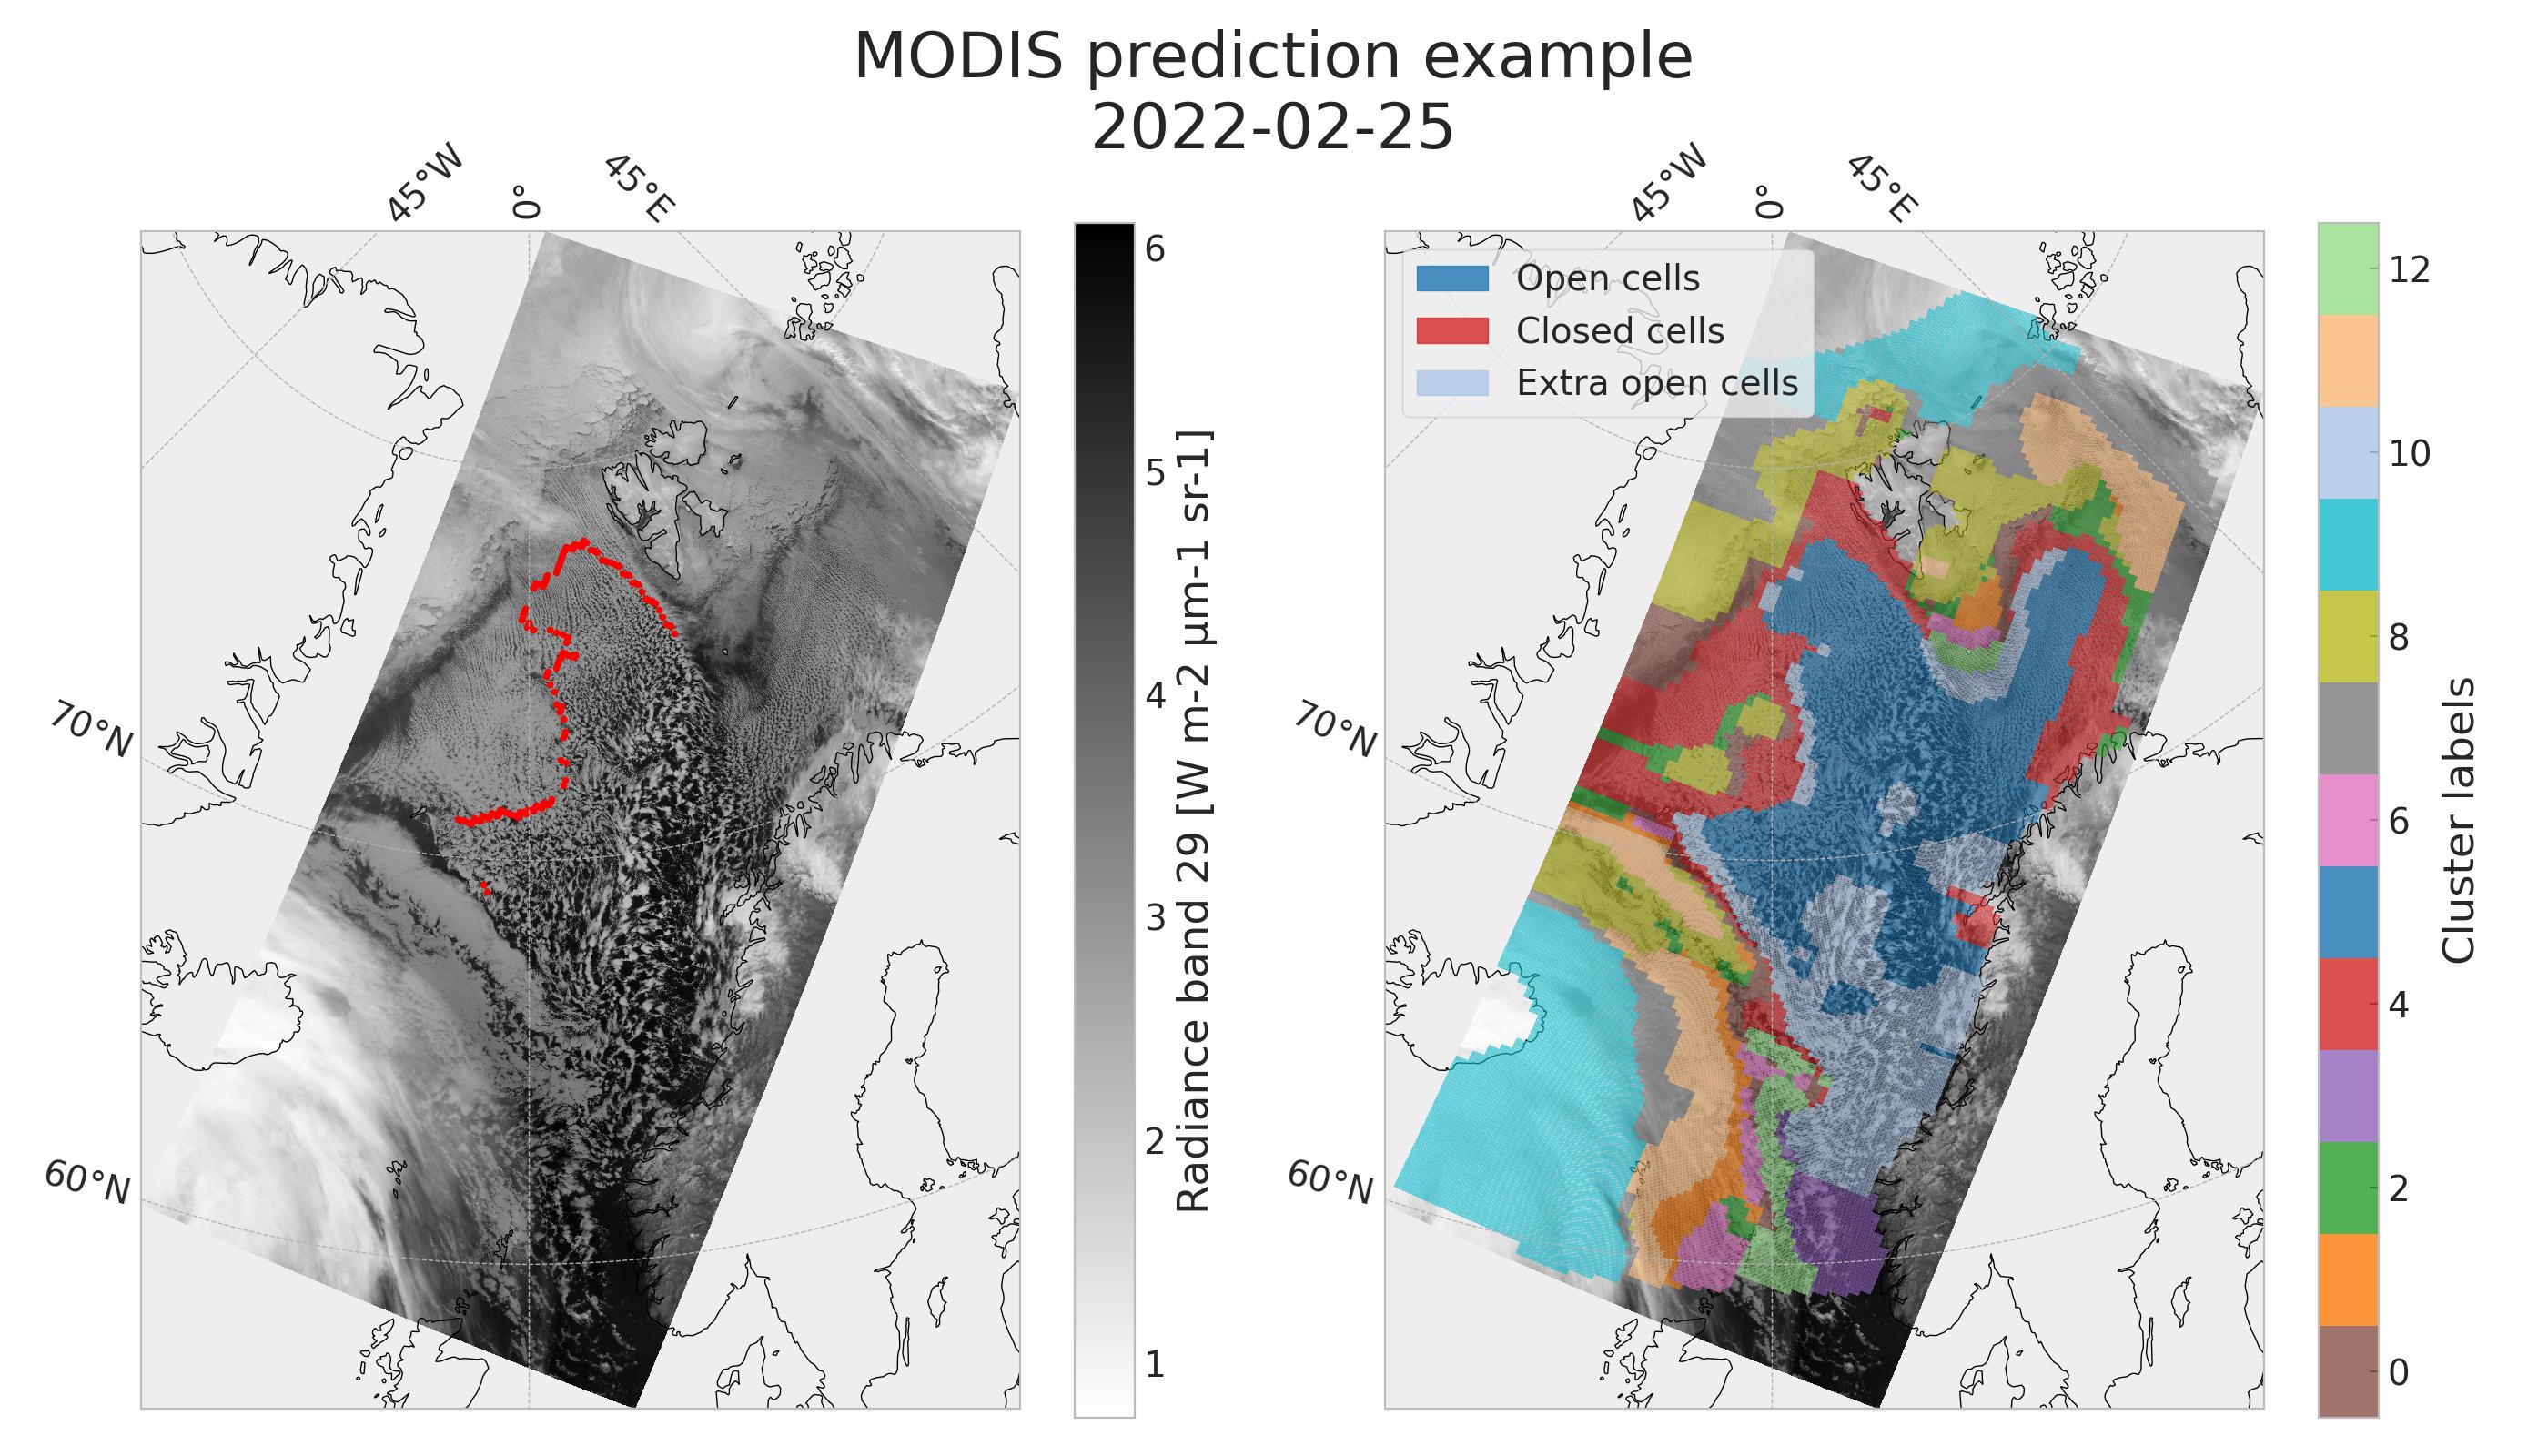 MODIS prediction example
2022-02-25
45°W
0°
45°E
70°N
60°N
6
5
4
3
2
1
Radiance band 29 [W m-2 µm-1 sr-1]
45°W
0°
45°E
Open cells
Closed cells
Extra open cells
70°N
60°N
12
10
8
6
4
2
0
Cluster labels